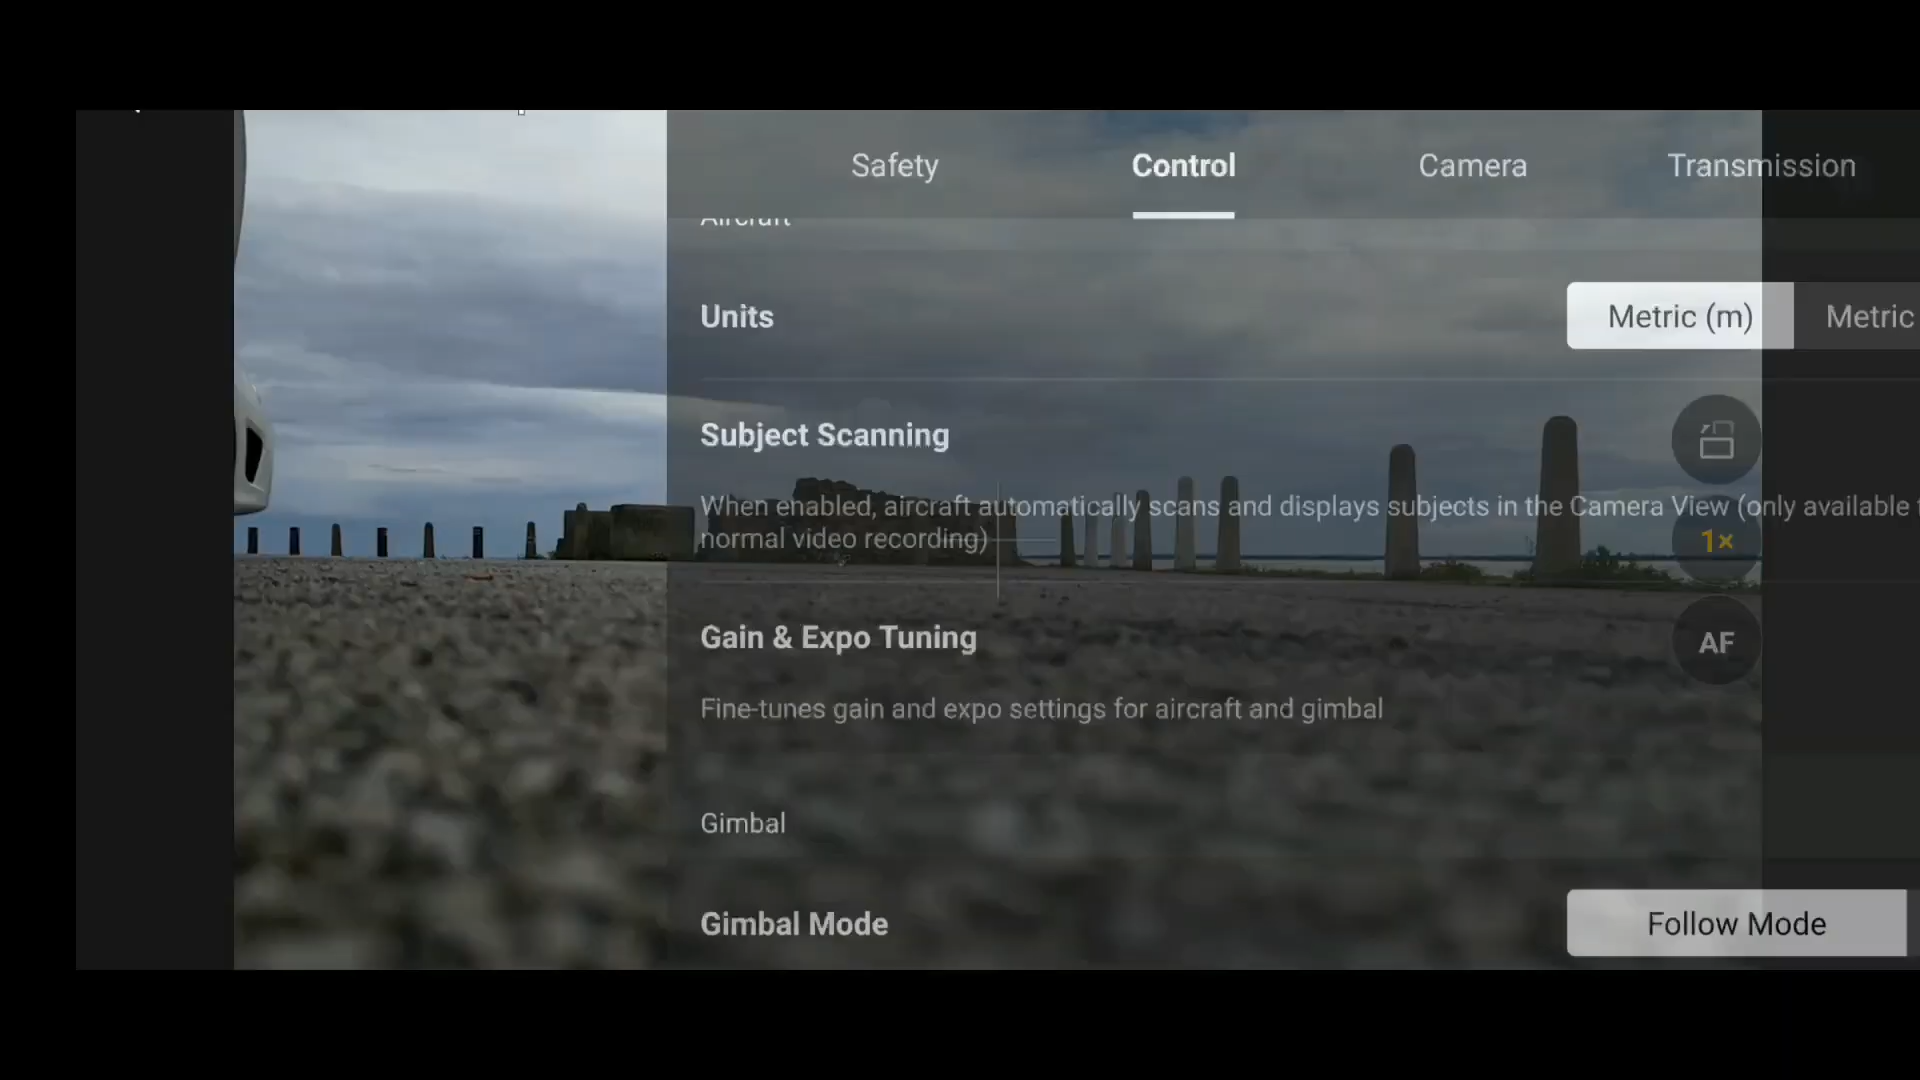 Safety Control Camera Transmission
Aircraft
Units Metric (m) Metric
Subject Scanning
When enabled, aircraft automatically scans and displays subjects in the Camera View (only available
normal video recording)
1×
Gain & Expo Tuning
AF
Fine-tunes gain and expo settings for aircraft and gimbal
Gimbal
Gimbal Mode Follow Mode